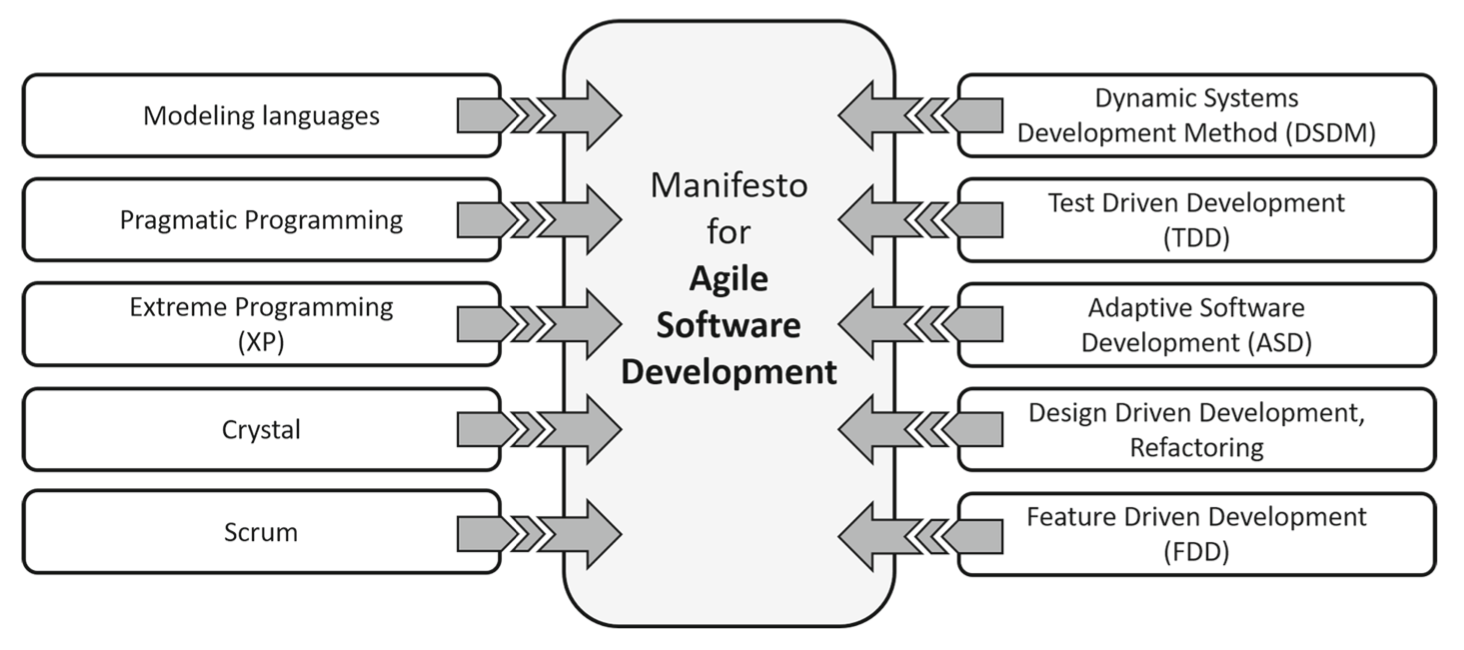 Modeling languages
Pragmatic Programming
Extreme Programming
(XP)
Crystal
Scrum
Manifesto
for
Agile
Software
Development
Dynamic Systems
Development Method (DSDM)
Test Driven Development
(TDD)
Adaptive Software
Development (ASD)
Design Driven Development,
Refactoring
Feature Driven Development
(FDD)